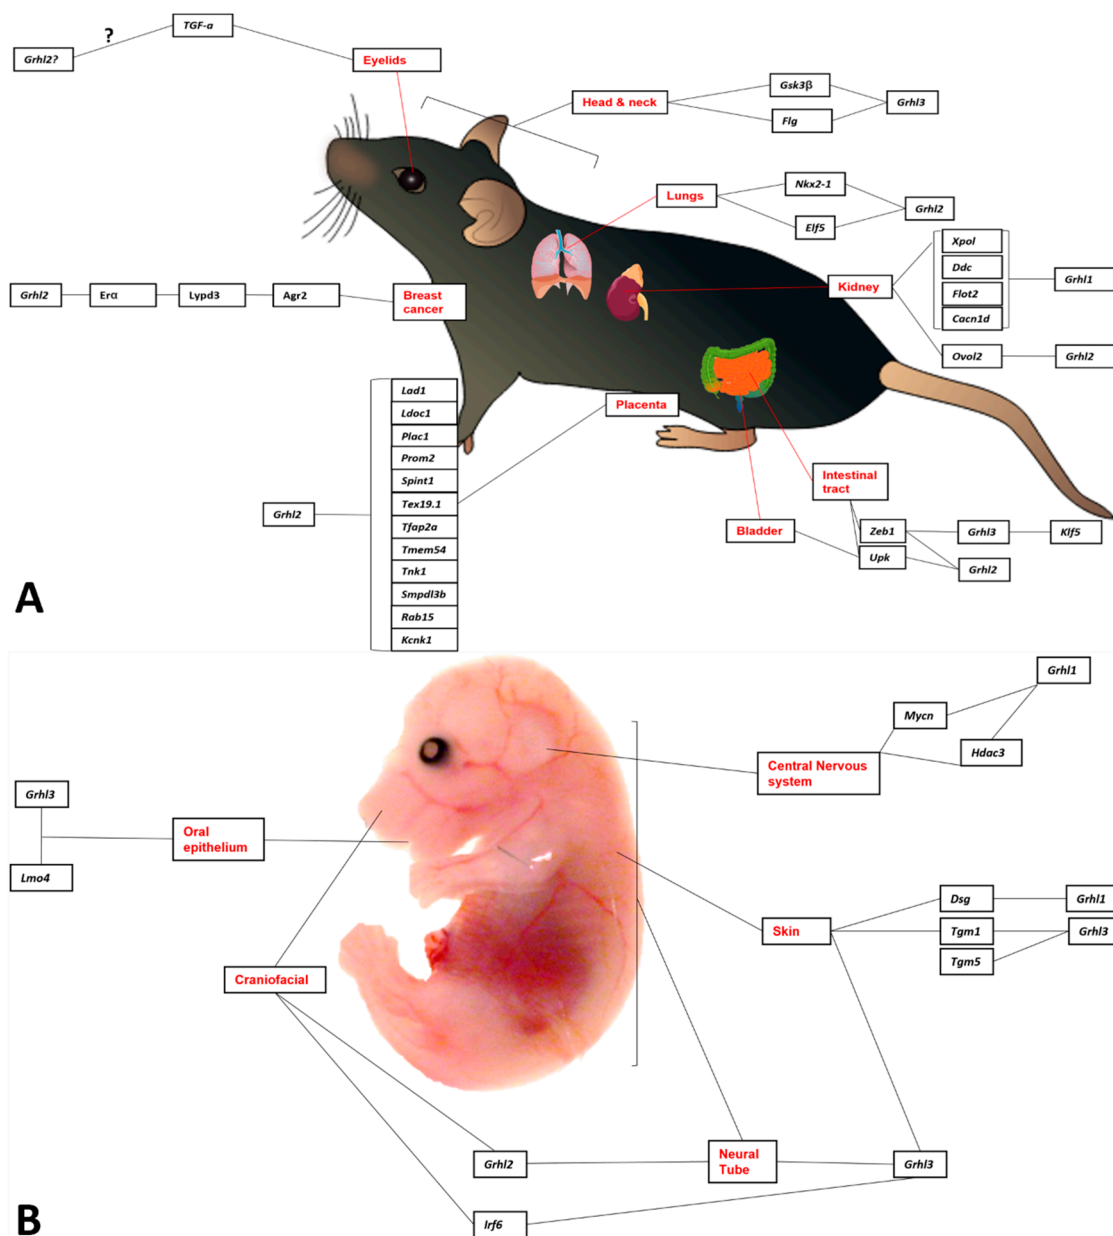 TGF-α
?
Grhl2?
Eyelids
Head & neck
Gsk3β
Flg
Grhl3
Lungs
Nkx2-1
Elf5
Grhl2
Kidney
Xpol
Ddc
Flot2
Cacn1d
Grhl1
Ovol2
Grhl2
Grhl2
Erα
Lypd3
Agr2
Breast
cancer
Placenta
Lad1
Ldoc1
Plac1
Prom2
Spint1
Tex19.1
Tfap2a
Tmem54
Tnk1
Smpdl3b
Rab15
Kcnk1
Grhl2
Intestinal
tract
Bladder
Zeb1
Upk
Grhl3
Klf5
Grhl2
A
Grhl1
Mycn
Hdac3
Central Nervous
system
Grhl3
Lmo4
Oral
epithelium
Craniofacial
Skin
Dsg
Grhl1
Tgm1
Grhl3
Tgm5
Grhl2
Neural
Tube
Grhl3
Irf6
B